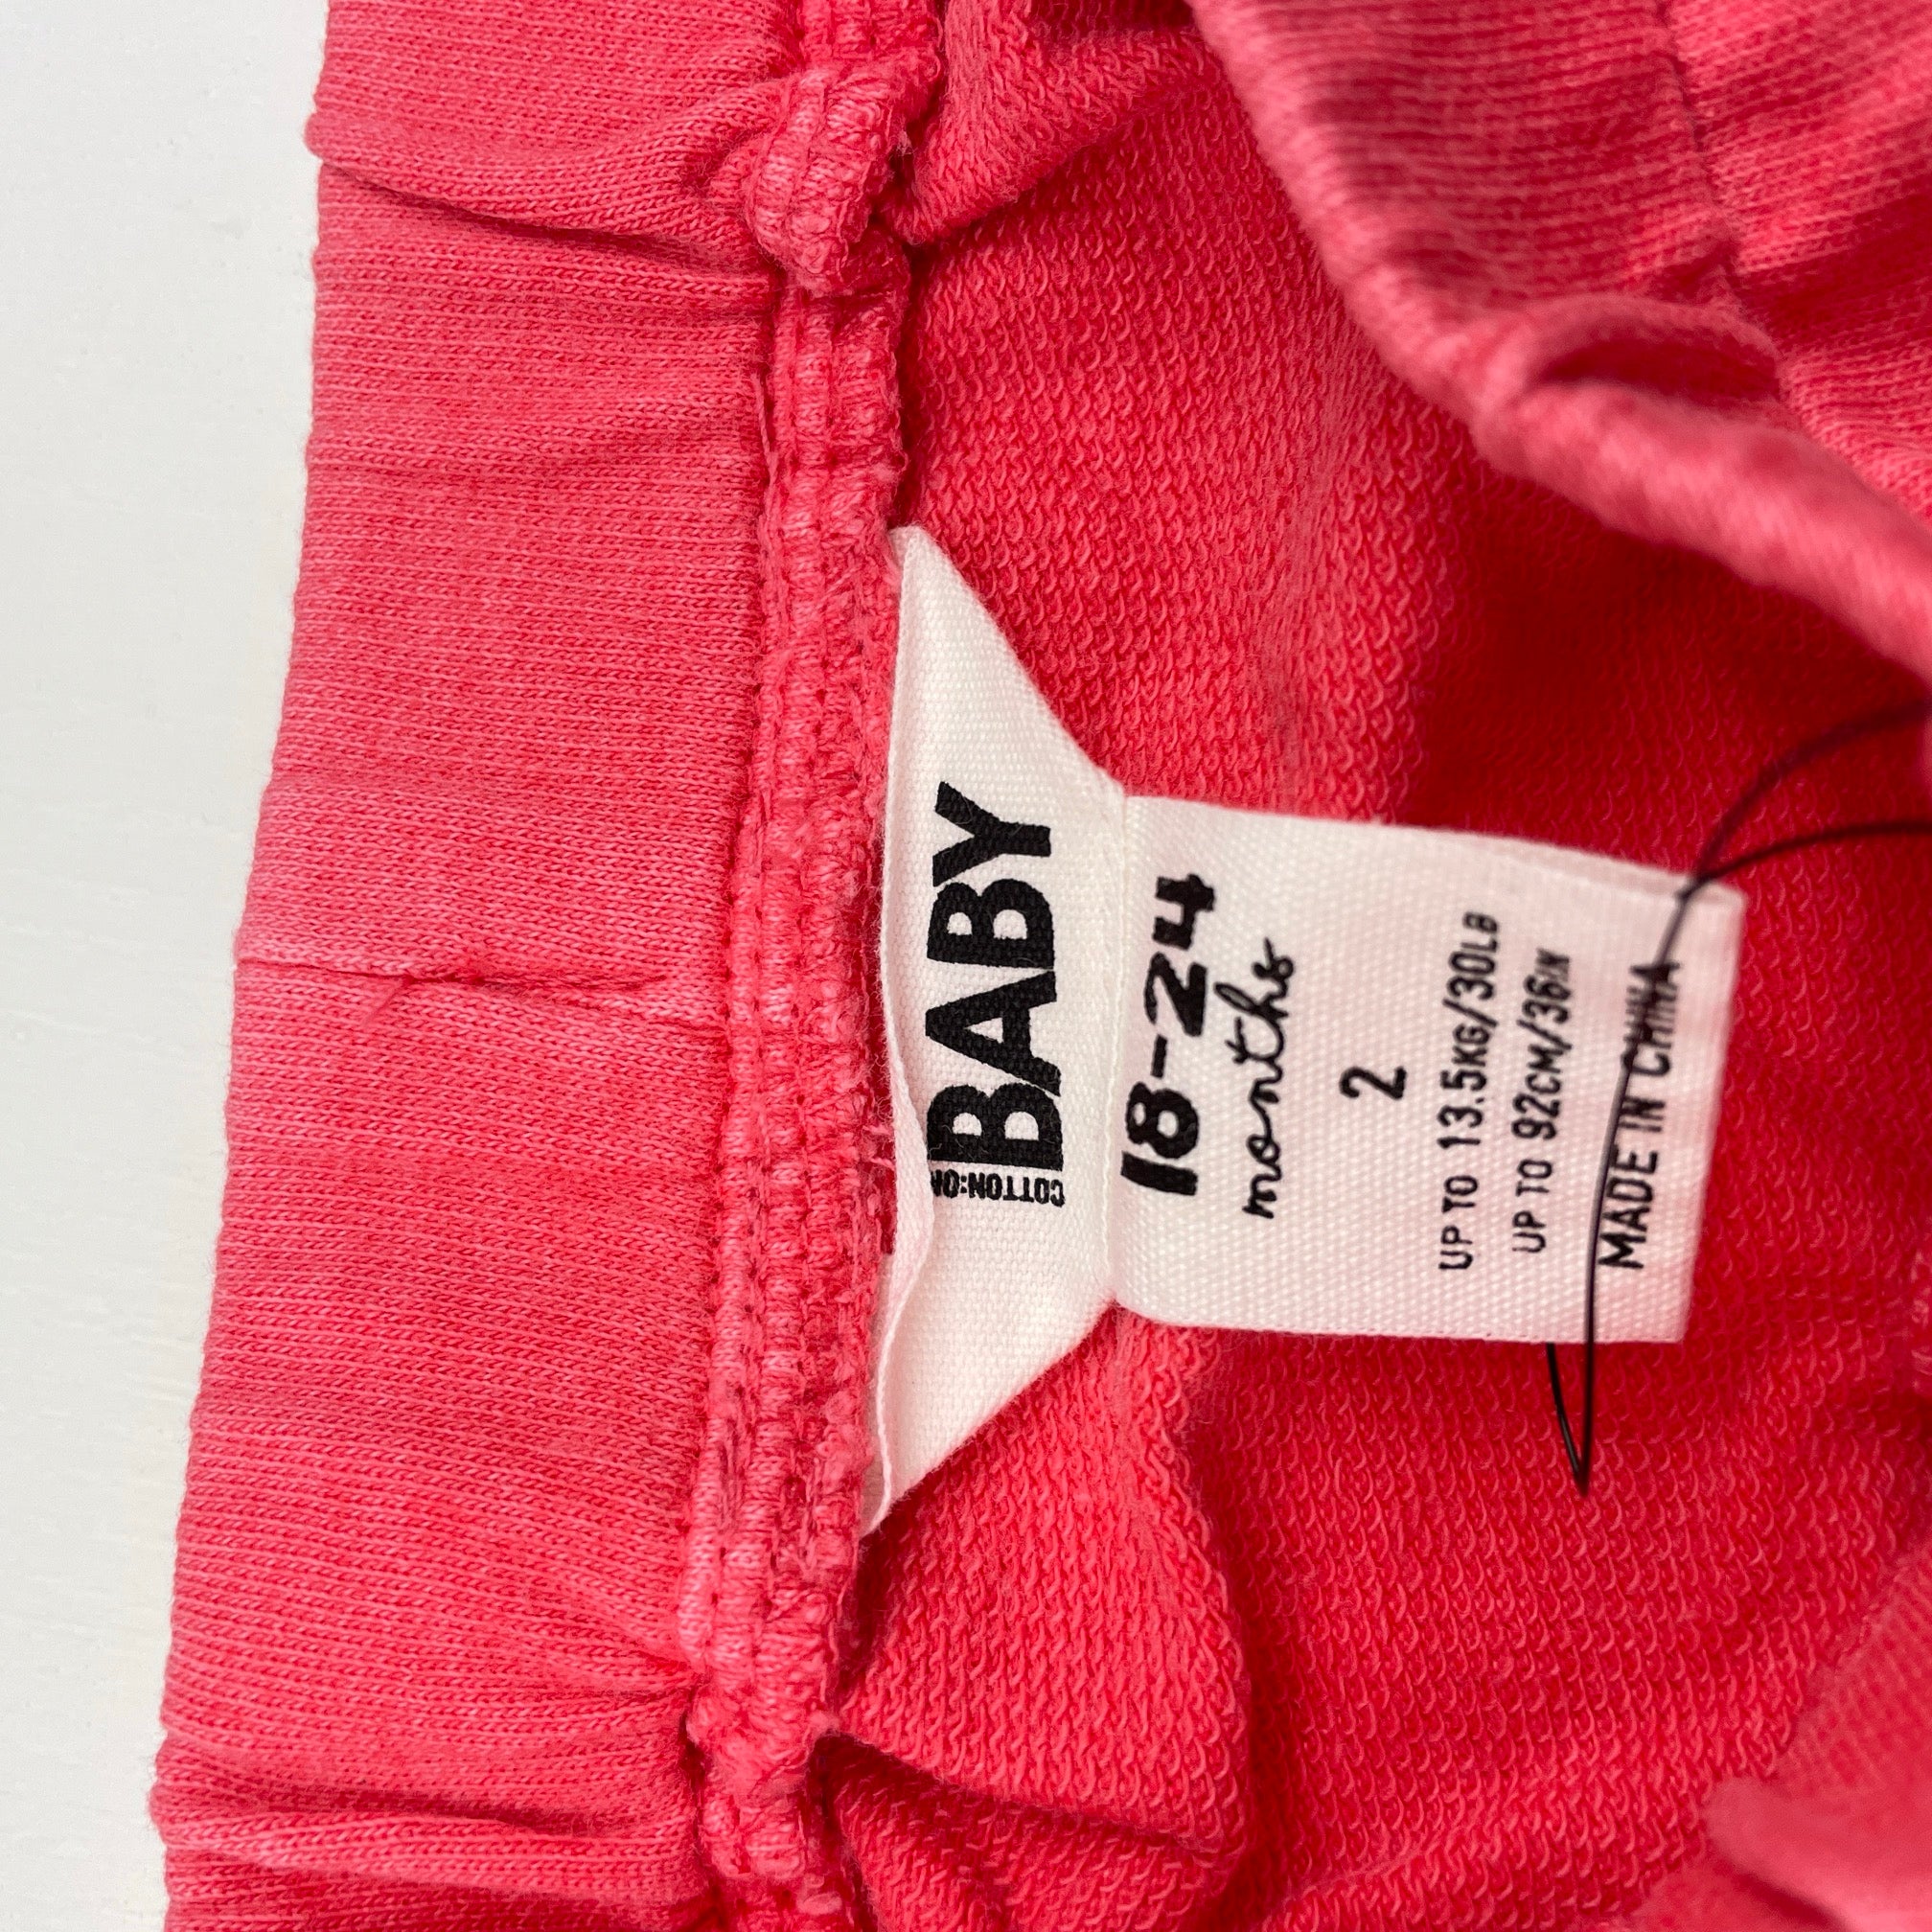 COTTON:ON
BABY
18-24
months
2
UP TO 13.5KG/30LB
UP TO 92CM/36IN
MADE IN CHINA